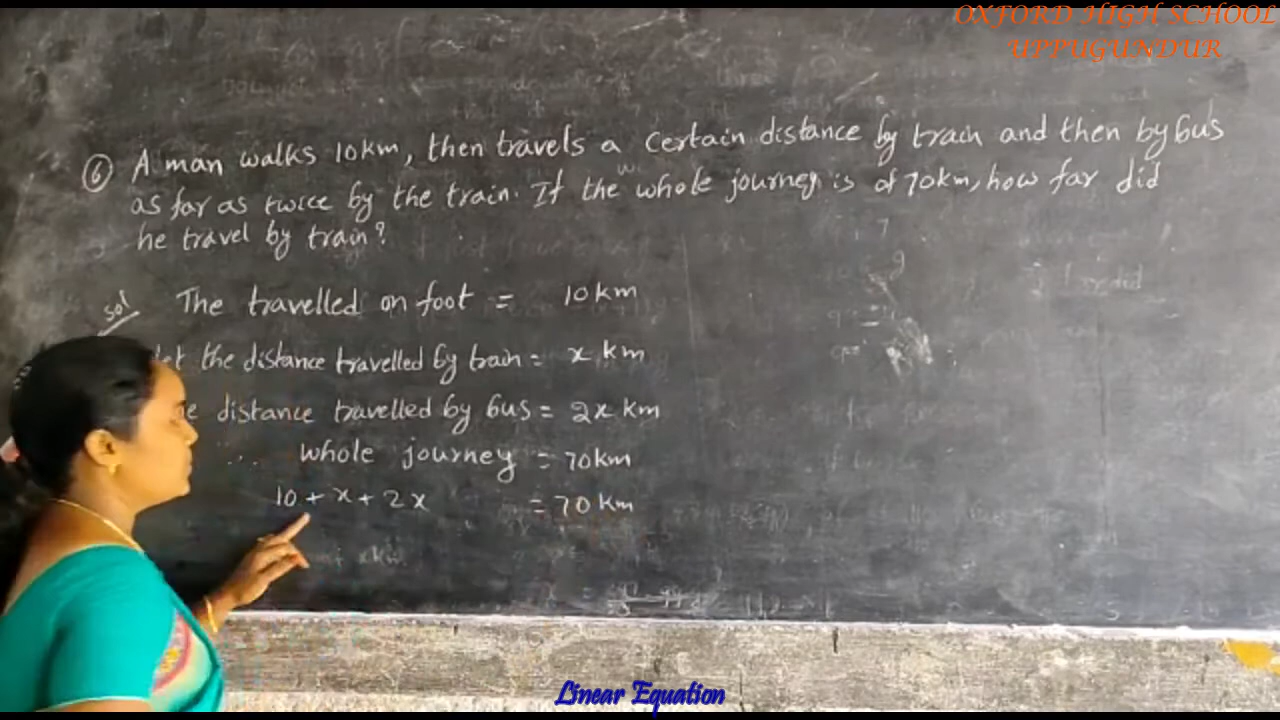 OXFORD HIGH SCHOOL
UPPUGUNDUR
6 A man walks 10km, then travels a certain distance by train and then by bus
as far as twice by the train. If the whole journey is of 70km, how far did
he travel by train?
sol
The travelled on foot = 10 km
let the distance travelled by train = x km
distance travelled by bus = 2x km
∴ whole journey = 70km
10 + x + 2x = 70 km
Linear Equation